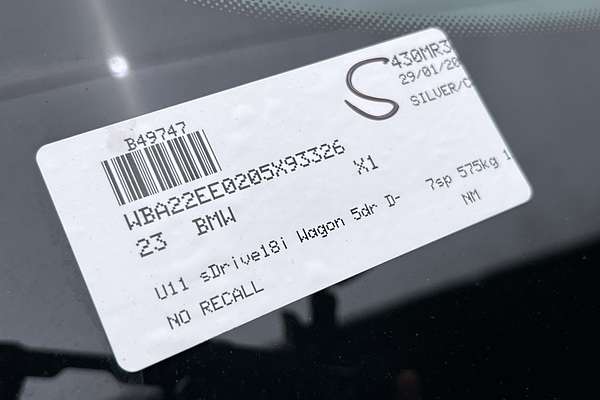 S
430MR3
29/01/20
SILVER/C
B49747
WBA22EE0205X93326
23 BMW X1
U11 sDrive18i Wagon 5dr D- 7sp 575kg 1
NO RECALL NM